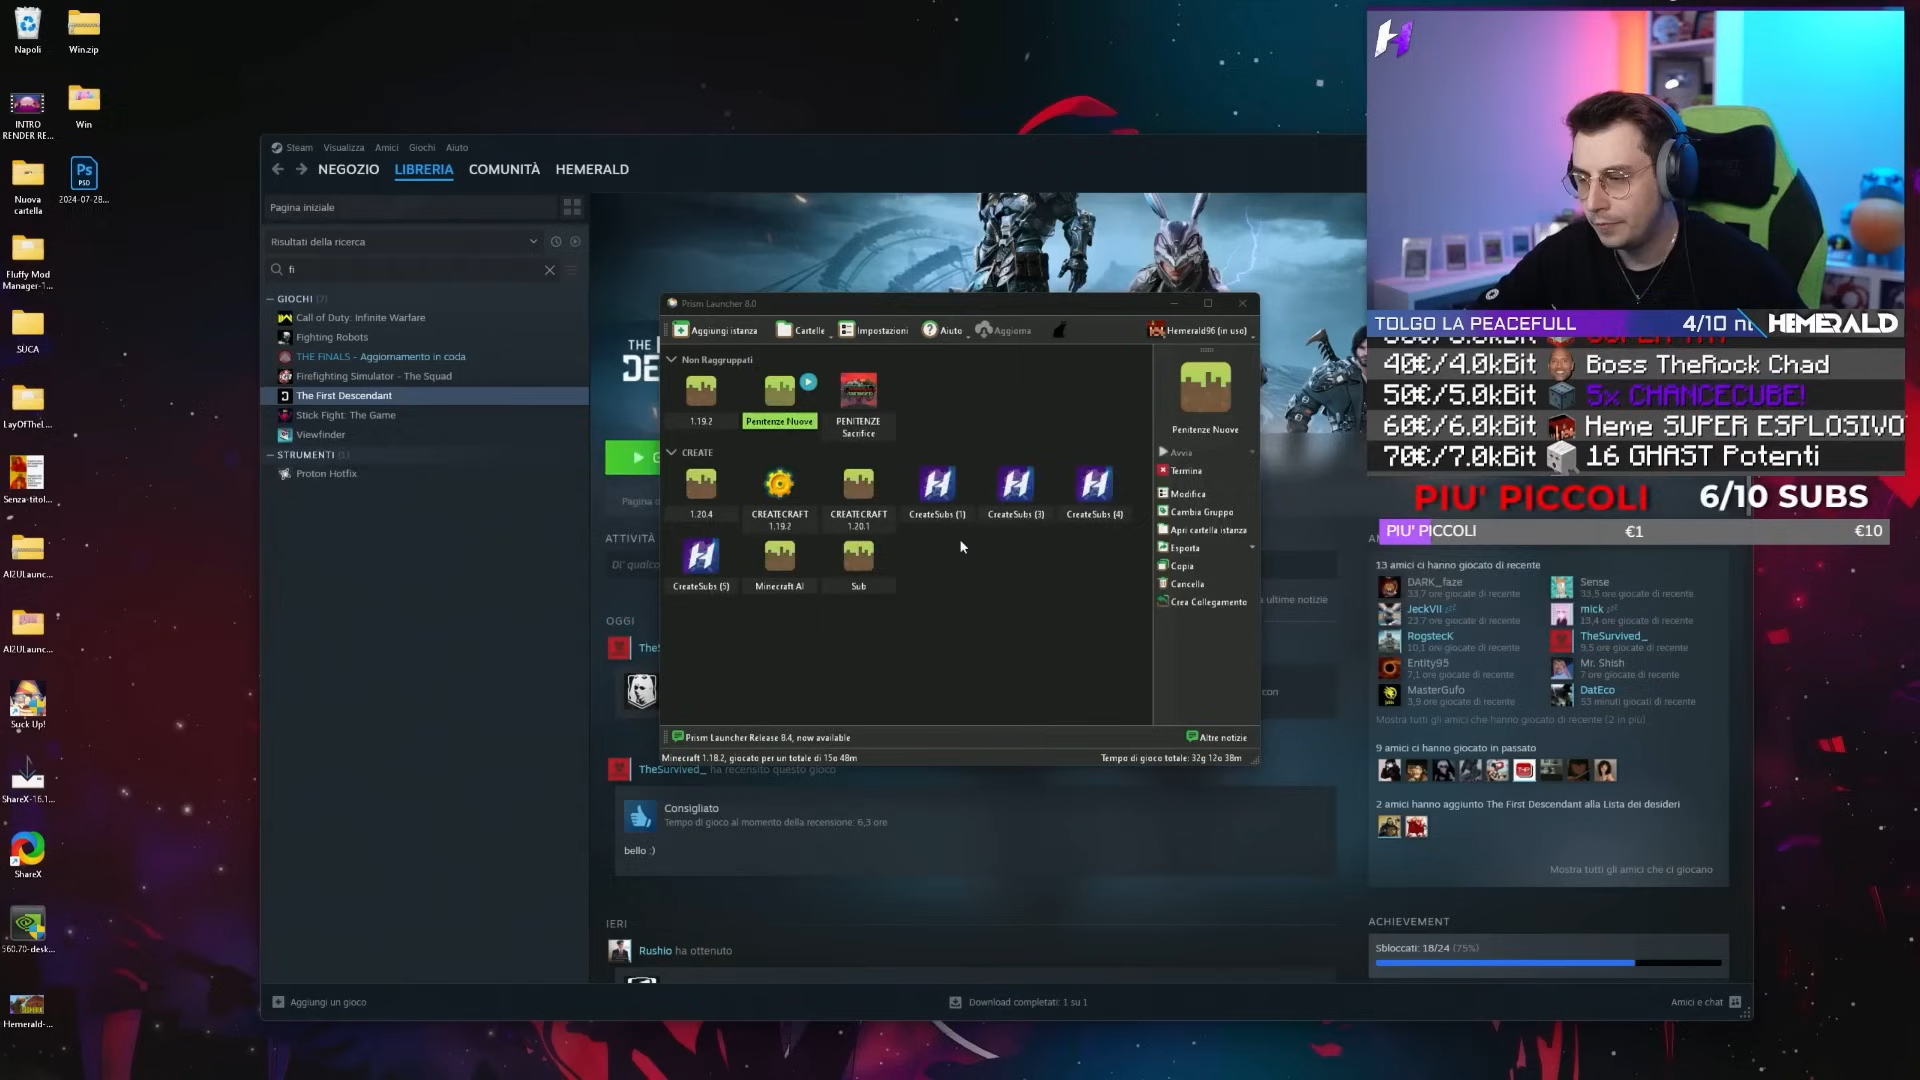 Napoli
Win.zip
INTRO
RENDER RE...
Win
Nuova
cartella
2024-07-28...
Fluffy Mod
Manager-1...
SUCA
LayOfTheL...
Senza-titol...
AI2ULaunc...
AI2ULaunc...
Suck Up!
ShareX-16.1...
ShareX
560.70-desk...
Hemerald-...
Steam Visualizza Amici Giochi Aiuto
NEGOZIO LIBRERIA COMUNITÀ HEMERALD
Pagina iniziale
Risultati della ricerca
fi
GIOCHI (7)
Call of Duty: Infinite Warfare
Fighting Robots
THE FINALS - Aggiornamento in coda
Firefighting Simulator - The Squad
The First Descendant
Stick Fight: The Game
Viewfinder
STRUMENTI (1)
Proton Hotfix
Prism Launcher 8.0
Aggiungi istanza Cartelle Impostazioni Aiuto Aggiorna Hemerald96 (in uso)
Non Raggruppati
1.19.2
Penitenze Nuove
PENITENZE
Sacrifice
CREATE
1.20.4
CREATECRAFT
1.19.2
CREATECRAFT
1.20.1
CreateSubs (1)
CreateSubs (3)
CreateSubs (4)
CreateSubs (5)
Minecraft AI
Sub
Penitenze Nuove
Avvia
Termina
Modifica
Cambia Gruppo
Apri cartella istanza
Esporta
Copia
Cancella
Crea Collegamento
Prism Launcher Release 8.4, now available
Altre notizie
Minecraft 1.18.2, giocato per un totale di 15o 48m
Tempo di gioco totale: 32g 12o 38m
THE
DE
G
Pagina
ATTIVITÀ
Di' qualco
a ultime notizie
OGGI
TheS
con
TheSurvived_ ha recensito questo gioco
Consigliato
Tempo di gioco al momento della recensione: 6,3 ore
bello :)
IERI
Rushio ha ottenuto
TOLGO LA PEACEFULL 4/10 HEMERALD
40€/4.0kBit Boss TheRock Chad
50€/5.0kBit 5x CHANCECUBE!
60€/6.0kBit Heme SUPER ESPLOSIVO
70€/7.0kBit 16 GHAST Potenti
PIU' PICCOLI 6/10 SUBS
PIU' PICCOLI €1 €10
13 amici ci hanno giocato di recente
DARK_faze
33,7 ore giocate di recente
Sense
33,5 ore giocate di recente
JeckVII
23,7 ore giocate di recente
mick
13,4 ore giocate di recente
RogstecK
10,1 ore giocate di recente
TheSurvived_
9,5 ore giocate di recente
Entity95
7,1 ore giocate di recente
Mr. Shish
7 ore giocate di recente
MasterGufo
3,9 ore giocate di recente
DatEco
53 minuti giocati di recente
Mostra tutti gli amici che hanno giocato di recente (2 in più)
9 amici ci hanno giocato in passato
2 amici hanno aggiunto The First Descendant alla Lista dei desideri
Mostra tutti gli amici che ci giocano
ACHIEVEMENT
Sbloccati: 18/24 (75%)
Aggiungi un gioco
Download completati: 1 su 1
Amici e chat